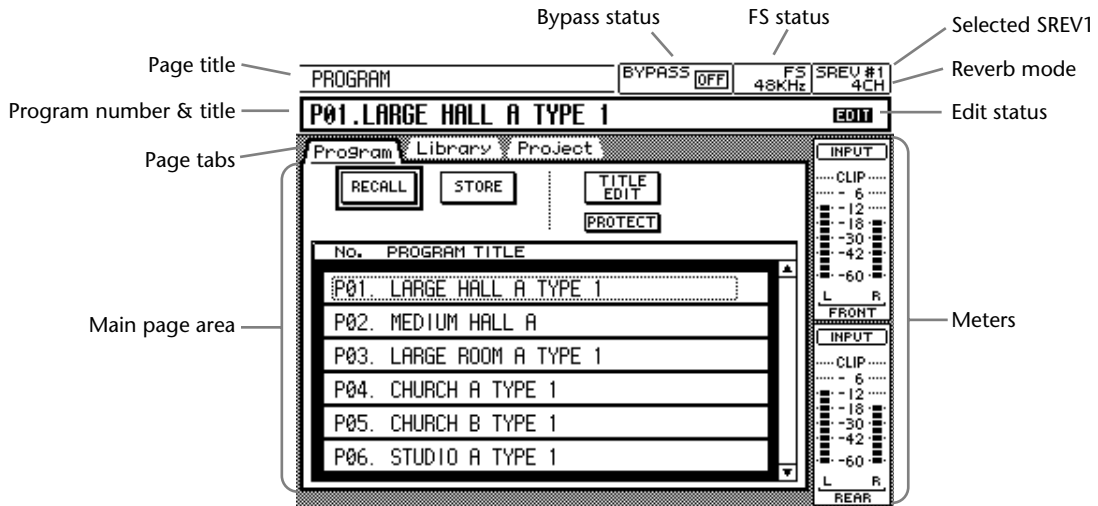 Bypass status
FS status
Selected SREV1
Page title
PROGRAM
BYPASS OFF
FS
48KHz
SREV #1
4CH
Reverb mode
Program number & title
P01.LARGE HALL A TYPE 1
EDIT
Edit status
Page tabs
Program Library Project
RECALL
STORE
TITLE
EDIT
PROTECT
No. PROGRAM TITLE
P01. LARGE HALL A TYPE 1
P02. MEDIUM HALL A
P03. LARGE ROOM A TYPE 1
P04. CHURCH A TYPE 1
P05. CHURCH B TYPE 1
P06. STUDIO A TYPE 1
Main page area
INPUT
CLIP
- 6
-12
-18
-30
-42
-60
L R
FRONT
INPUT
CLIP
- 6
-12
-18
-30
-42
-60
L R
REAR
Meters